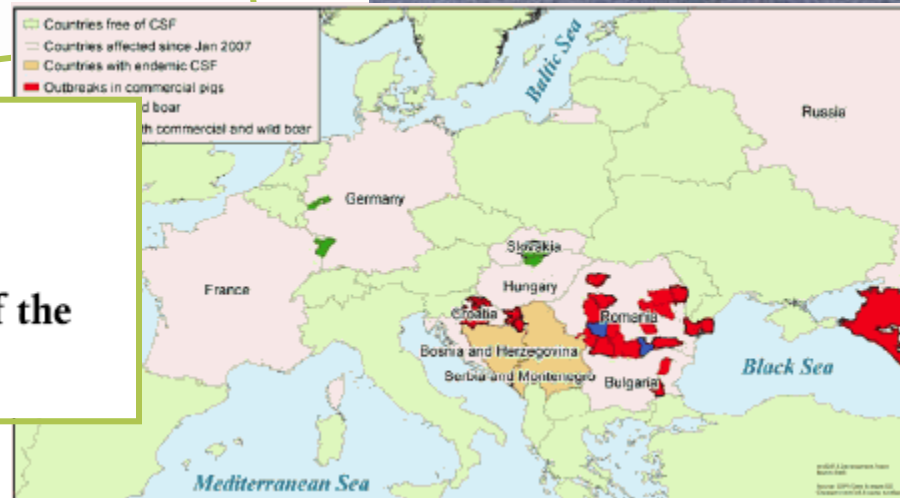 Countries free of CSF
Countries affected since Jan 2007
Countries with endemic CSF
Outbreaks in commercial pigs
d boar
th commercial and wild boar
f the
Baltic Sea
Russia
Germany
Slovakia
France
Hungary
Croatia
Romania
Bosnia and Herzegovina
Serbia and Montenegro
Bulgaria
Black Sea
Mediterranean Sea